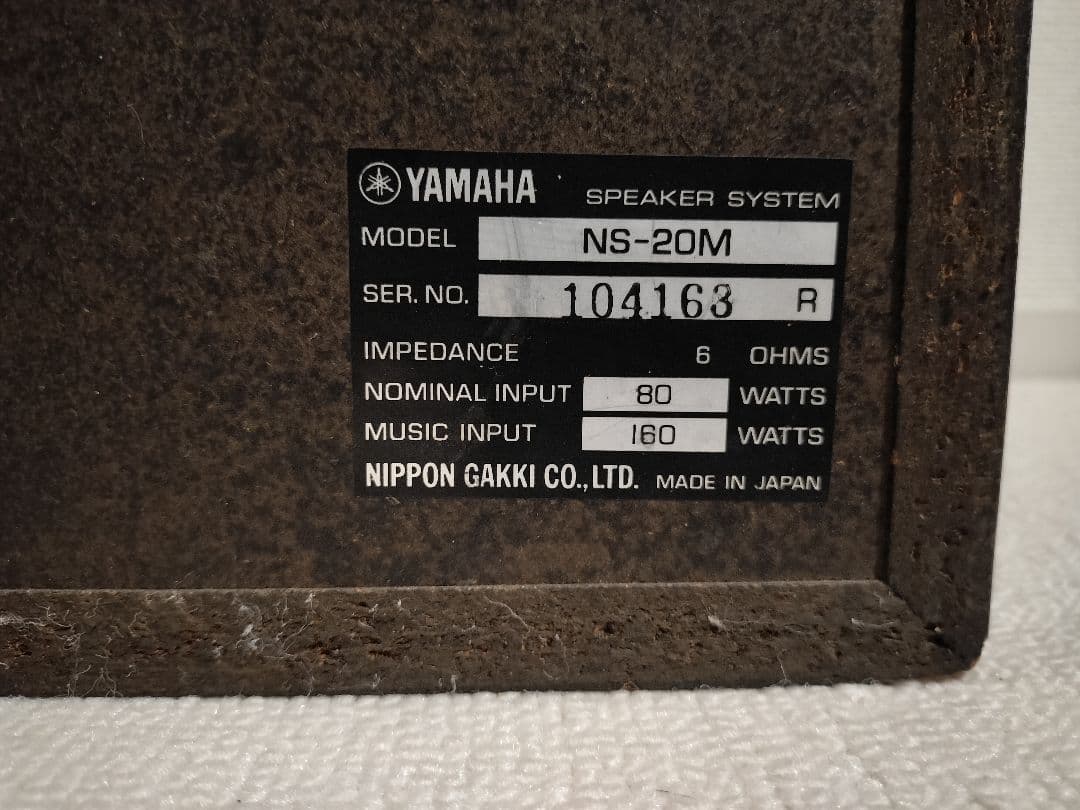 YAMAHA SPEAKER SYSTEM
MODEL NS-20M
SER. NO. 104163 R
IMPEDANCE 6 OHMS
NOMINAL INPUT 80 WATTS
MUSIC INPUT 160 WATTS
NIPPON GAKKI CO., LTD. MADE IN JAPAN